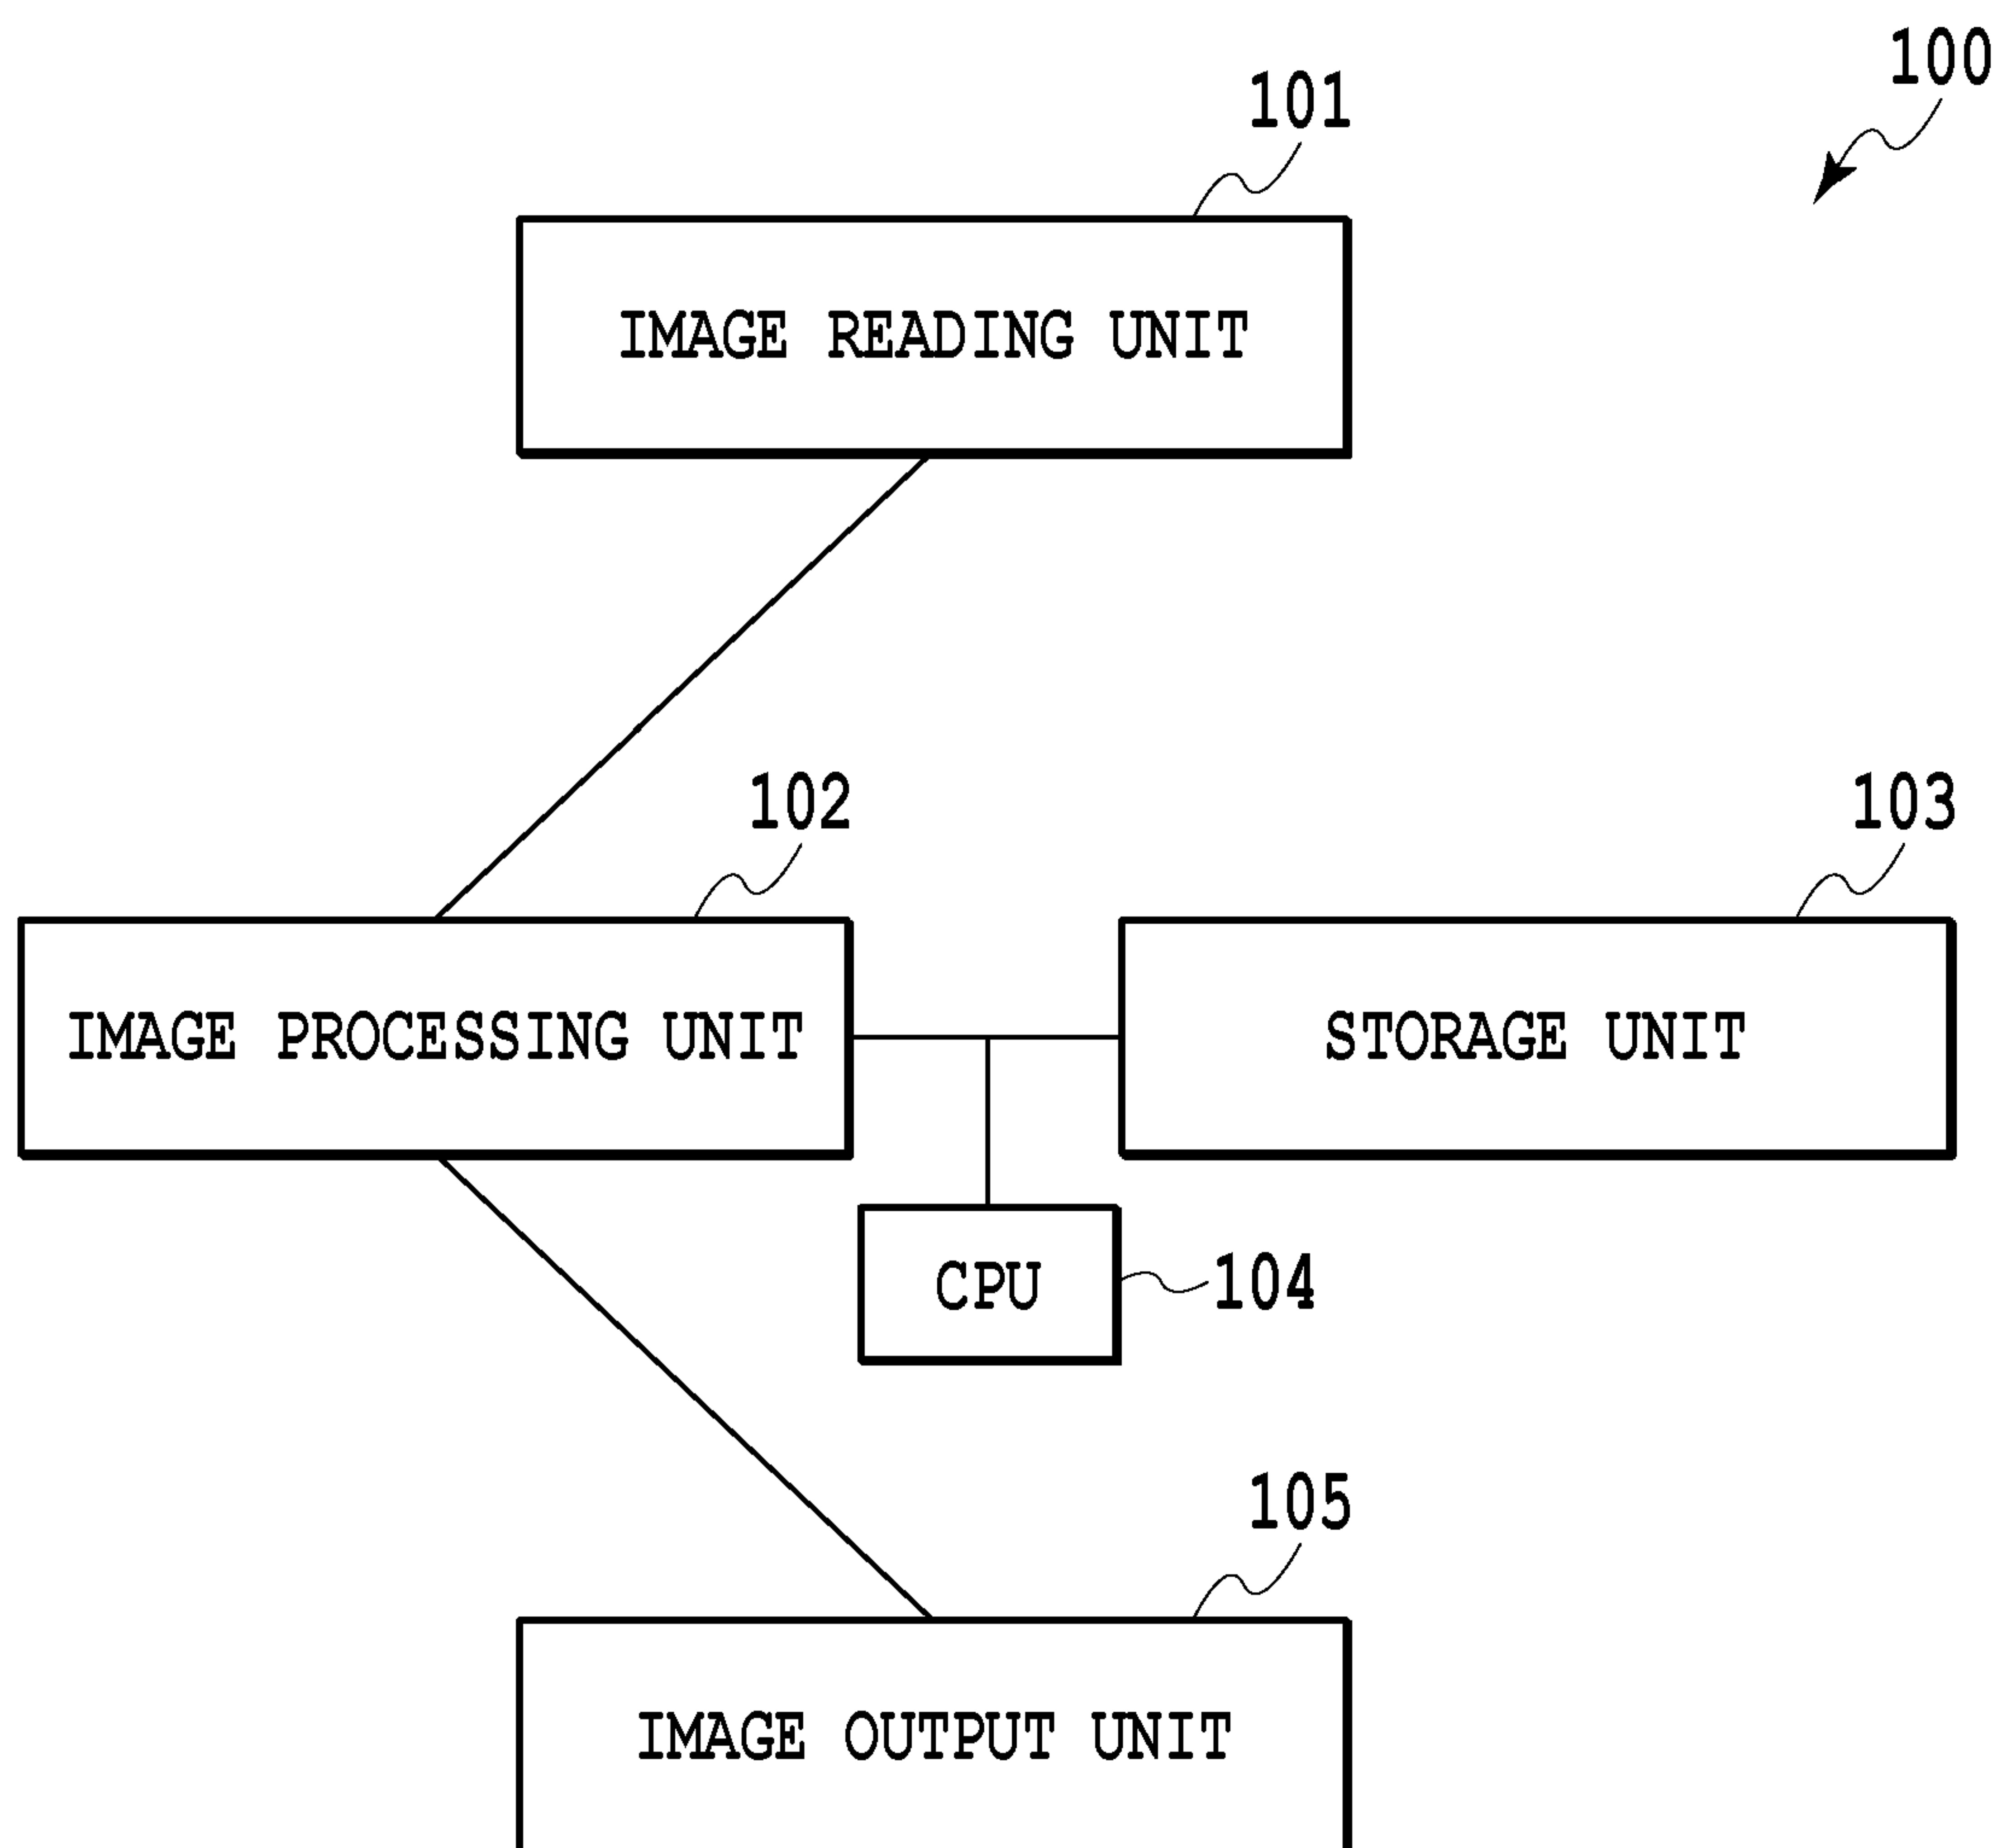 100
101
IMAGE READING UNIT
102
103
IMAGE PROCESSING UNIT
STORAGE UNIT
CPU
104
105
IMAGE OUTPUT UNIT